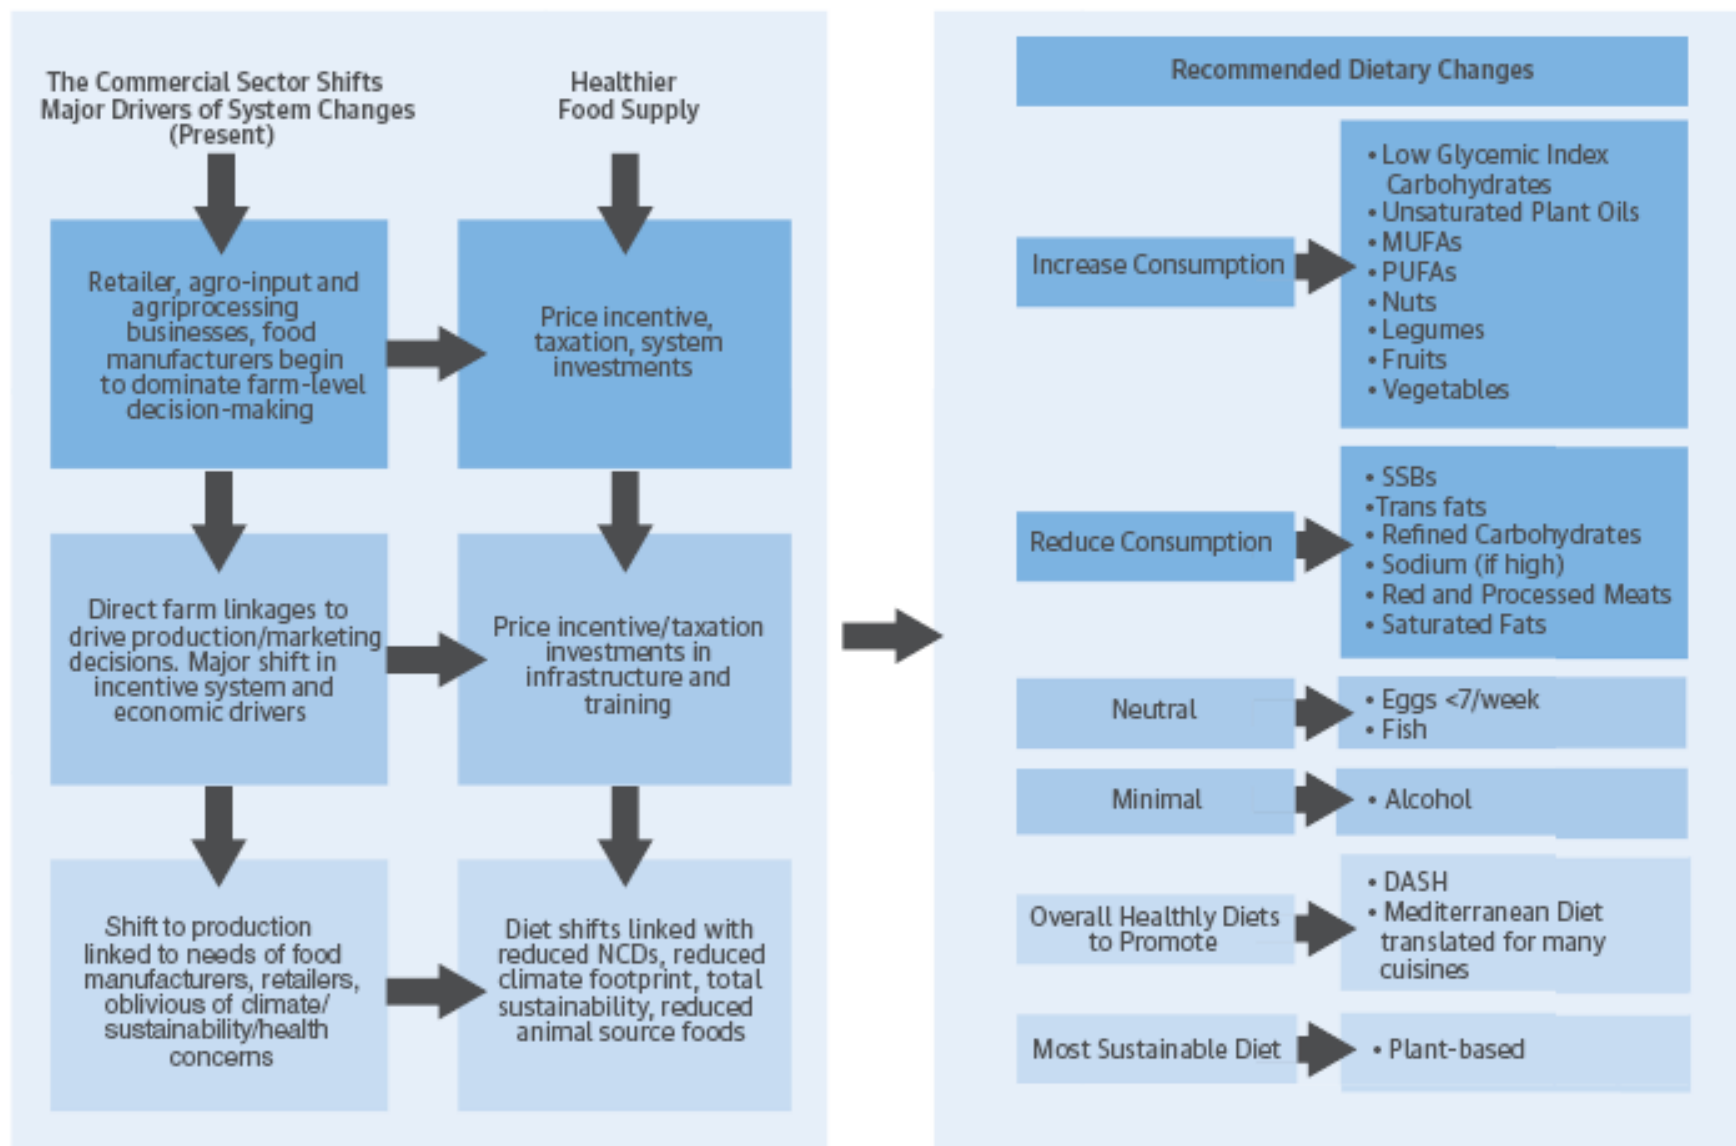 The Commercial Sector Shifts
Major Drivers of System Changes
(Present)
Healthier
Food Supply
Retailer, agro-input and
agriprocessing
businesses, food
manufacturers begin
to dominate farm-level
decision-making
Price incentive,
taxation, system
investments
Direct farm linkages to
drive production/marketing
decisions. Major shift in
incentive system and
economic drivers
Price incentive/taxation
investments in
infrastructure and
training
Shift to production
linked to needs of food
manufacturers, retailers,
oblivious of climate/
sustainability/health
concerns
Diet shifts linked with
reduced NCDs, reduced
climate footprint, total
sustainability, reduced
animal source foods
Recommended Dietary Changes
Increase Consumption
• Low Glycemic Index
Carbohydrates
• Unsaturated Plant Oils
• MUFAs
• PUFAs
• Nuts
• Legumes
• Fruits
• Vegetables
Reduce Consumption
• SSBs
•Trans fats
• Refined Carbohydrates
• Sodium (if high)
• Red and Processed Meats
• Saturated Fats
Neutral
• Eggs <7/week
• Fish
Minimal
• Alcohol
Overall Healthly Diets
to Promote
• DASH
• Mediterranean Diet
translated for many
cuisines
Most Sustainable Diet
• Plant-based